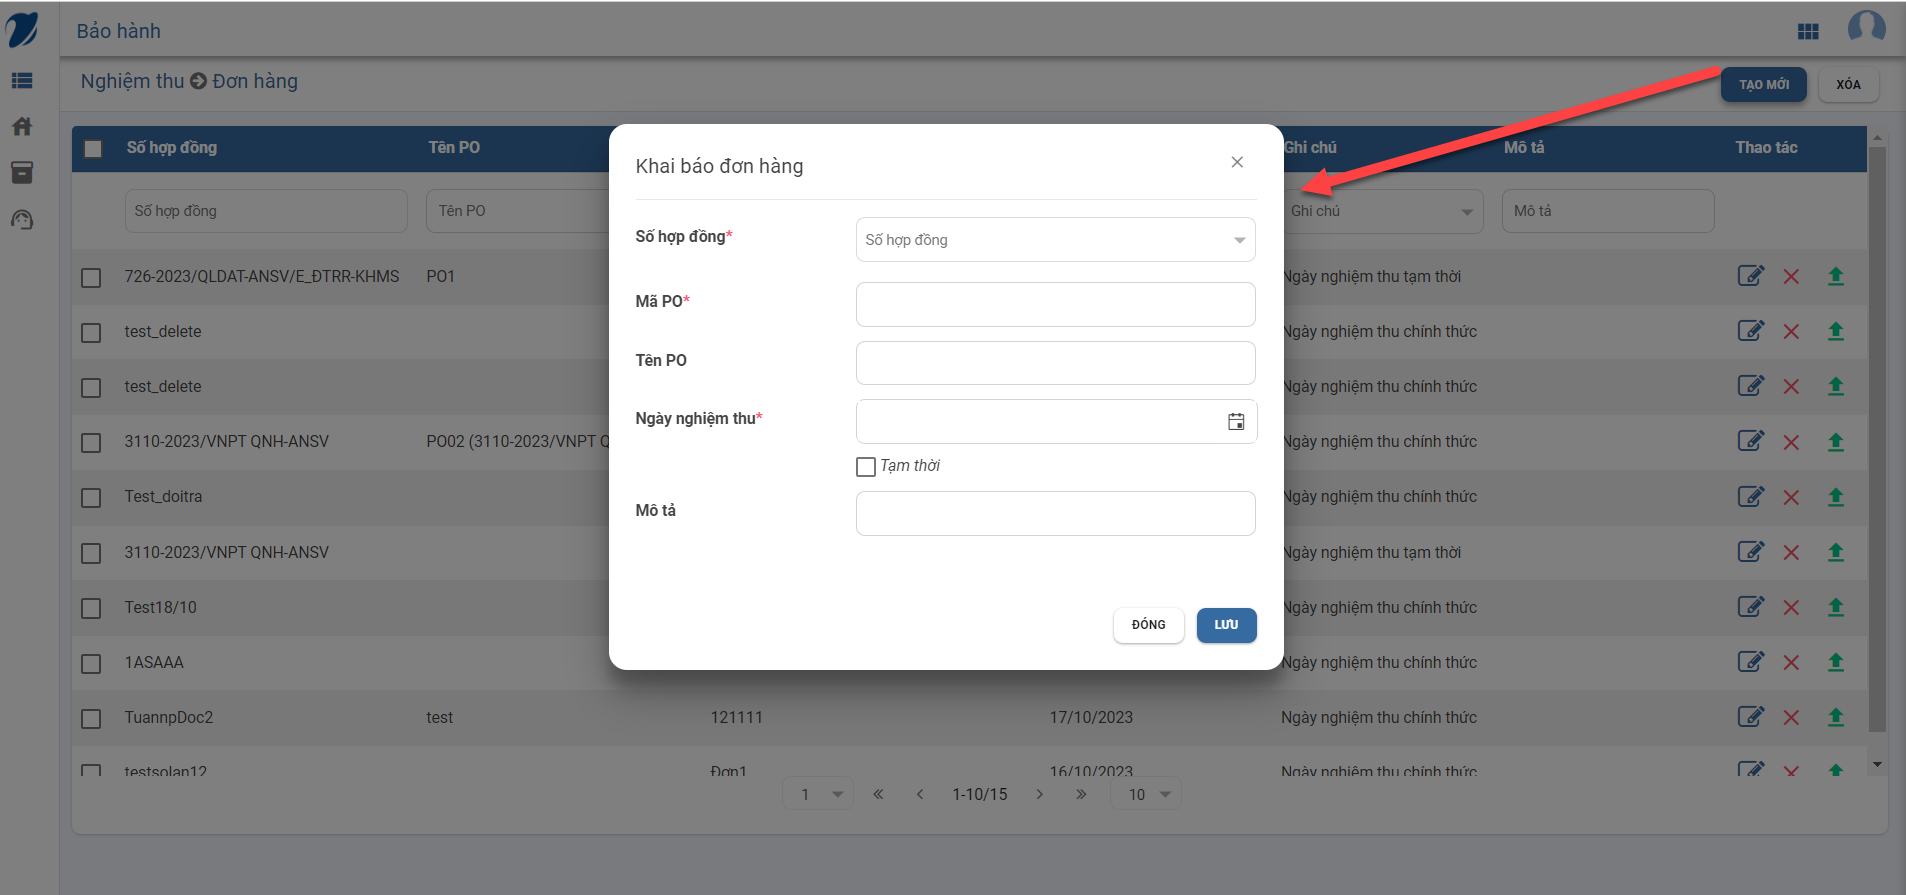 Bảo hành
Nghiệm thu Đơn hàng
TẠO MỚI
XÓA
Số hợp đồng Tên PO Ghi chú Mô tả Thao tác
Số hợp đồng Tên PO Ghi chú Mô tả
726-2023/QLDAT-ANSV/E_ĐTRR-KHMS PO1 Ngày nghiệm thu tạm thời
test_delete Ngày nghiệm thu chính thức
test_delete Ngày nghiệm thu chính thức
3110-2023/VNPT QNH-ANSV PO02 (3110-2023/VNPT Q Ngày nghiệm thu chính thức
Test_doitra Ngày nghiệm thu chính thức
3110-2023/VNPT QNH-ANSV Ngày nghiệm thu tạm thời
Test18/10 Ngày nghiệm thu chính thức
1ASAAA Ngày nghiệm thu chính thức
TuannpDoc2 test 121111 17/10/2023 Ngày nghiệm thu chính thức
testsolan12 Đơn1 16/10/2023 Ngày nghiệm thu chính thức
1 1-10/15 10
Khai báo đơn hàng
Số hợp đồng* Số hợp đồng
Mã PO*
Tên PO
Ngày nghiệm thu*
Tạm thời
Mô tả
ĐÓNG LƯU